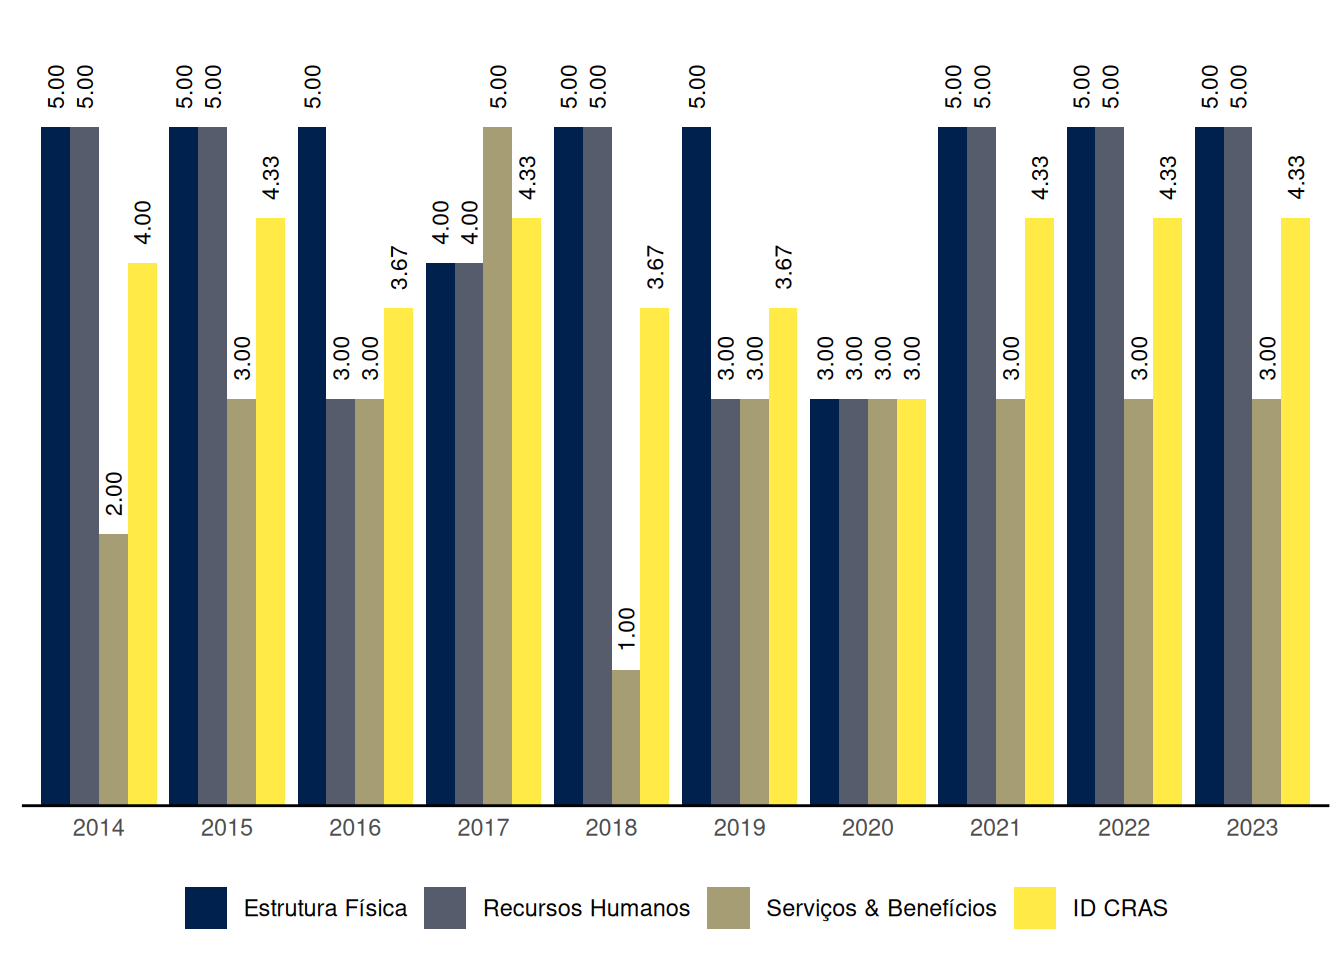 5.00 5.00 2.00 4.00 5.00 5.00 3.00 4.33 5.00 3.00 3.00 3.67 4.00 4.00 5.00 4.33 5.00 5.00 1.00 3.67 5.00 3.00 3.00 3.67 3.00 3.00 3.00 3.00 5.00 5.00 3.00 4.33 5.00 5.00 3.00 4.33 5.00 5.00 3.00 4.33
2014 2015 2016 2017 2018 2019 2020 2021 2022 2023
Estrutura Física Recursos Humanos Serviços & Benefícios ID CRAS